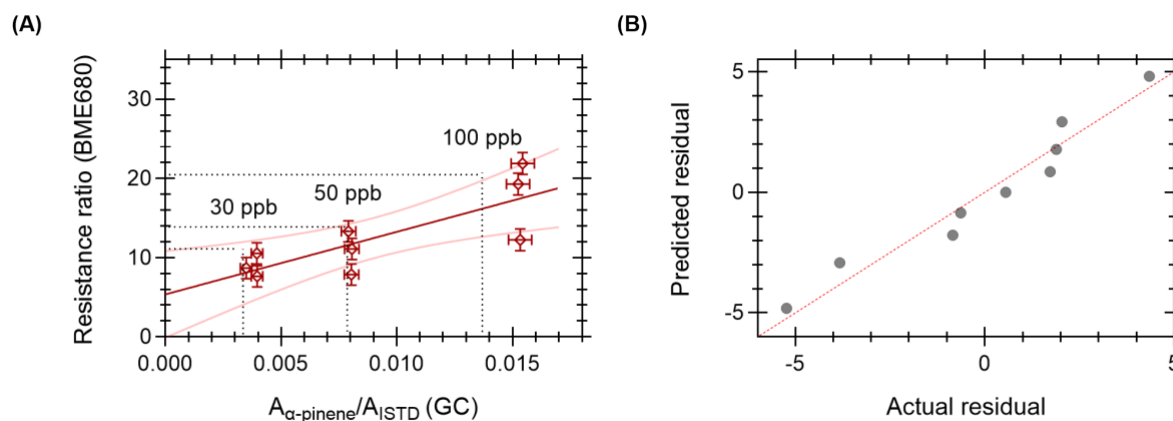 (A)
Resistance ratio (BME680)
30
20
10
0
30 ppb
50 ppb
100 ppb
0.000
0.005
0.010
0.015
Aα-pinene/AISTD (GC)
(B)
Predicted residual
5
0
-5
-5
0
5
Actual residual